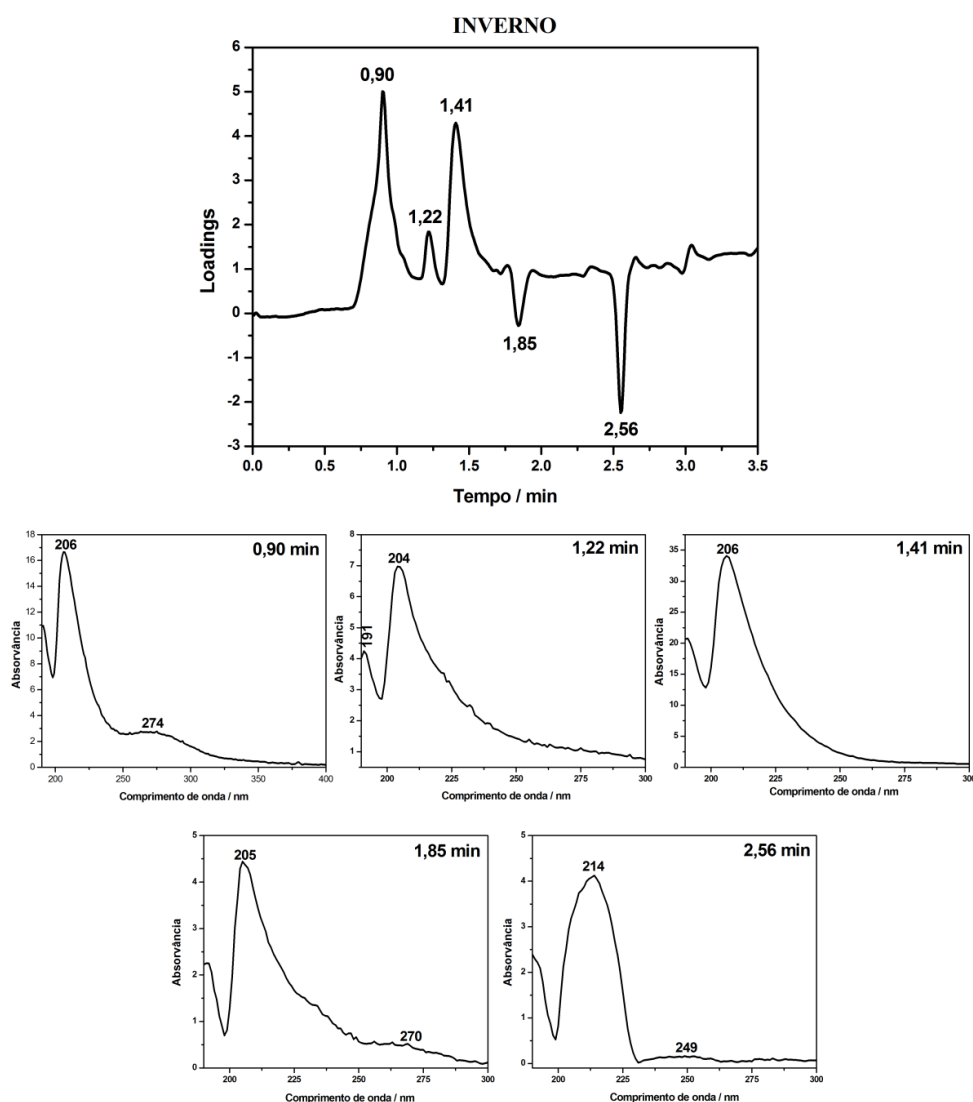 INVERNO
6
5
4
3
2
1
0
-1
-2
-3
Loadings
0,90
1,22
1,41
1,85
2,56
0.0 0.5 1.0 1.5 2.0 2.5 3.0 3.5
Tempo / min
0,90 min
206
274
18
16
14
12
10
8
6
4
2
0
Absorvância
200 250 300 350 400
Comprimento de onda / nm
1,22 min
204
191
8
7
6
5
4
3
2
1
Absorvância
200 225 250 275 300
Comprimento de onda / nm
1,41 min
206
35
30
25
20
15
10
5
0
Absorvância
200 225 250 275 300
Comprimento de onda / nm
1,85 min
205
270
5
4
3
2
1
0
Absorvância
200 225 250 275 300
Comprimento de onda / nm
2,56 min
214
249
5
4
3
2
1
0
Absorvância
200 225 250 275 300
Comprimento de onda / nm